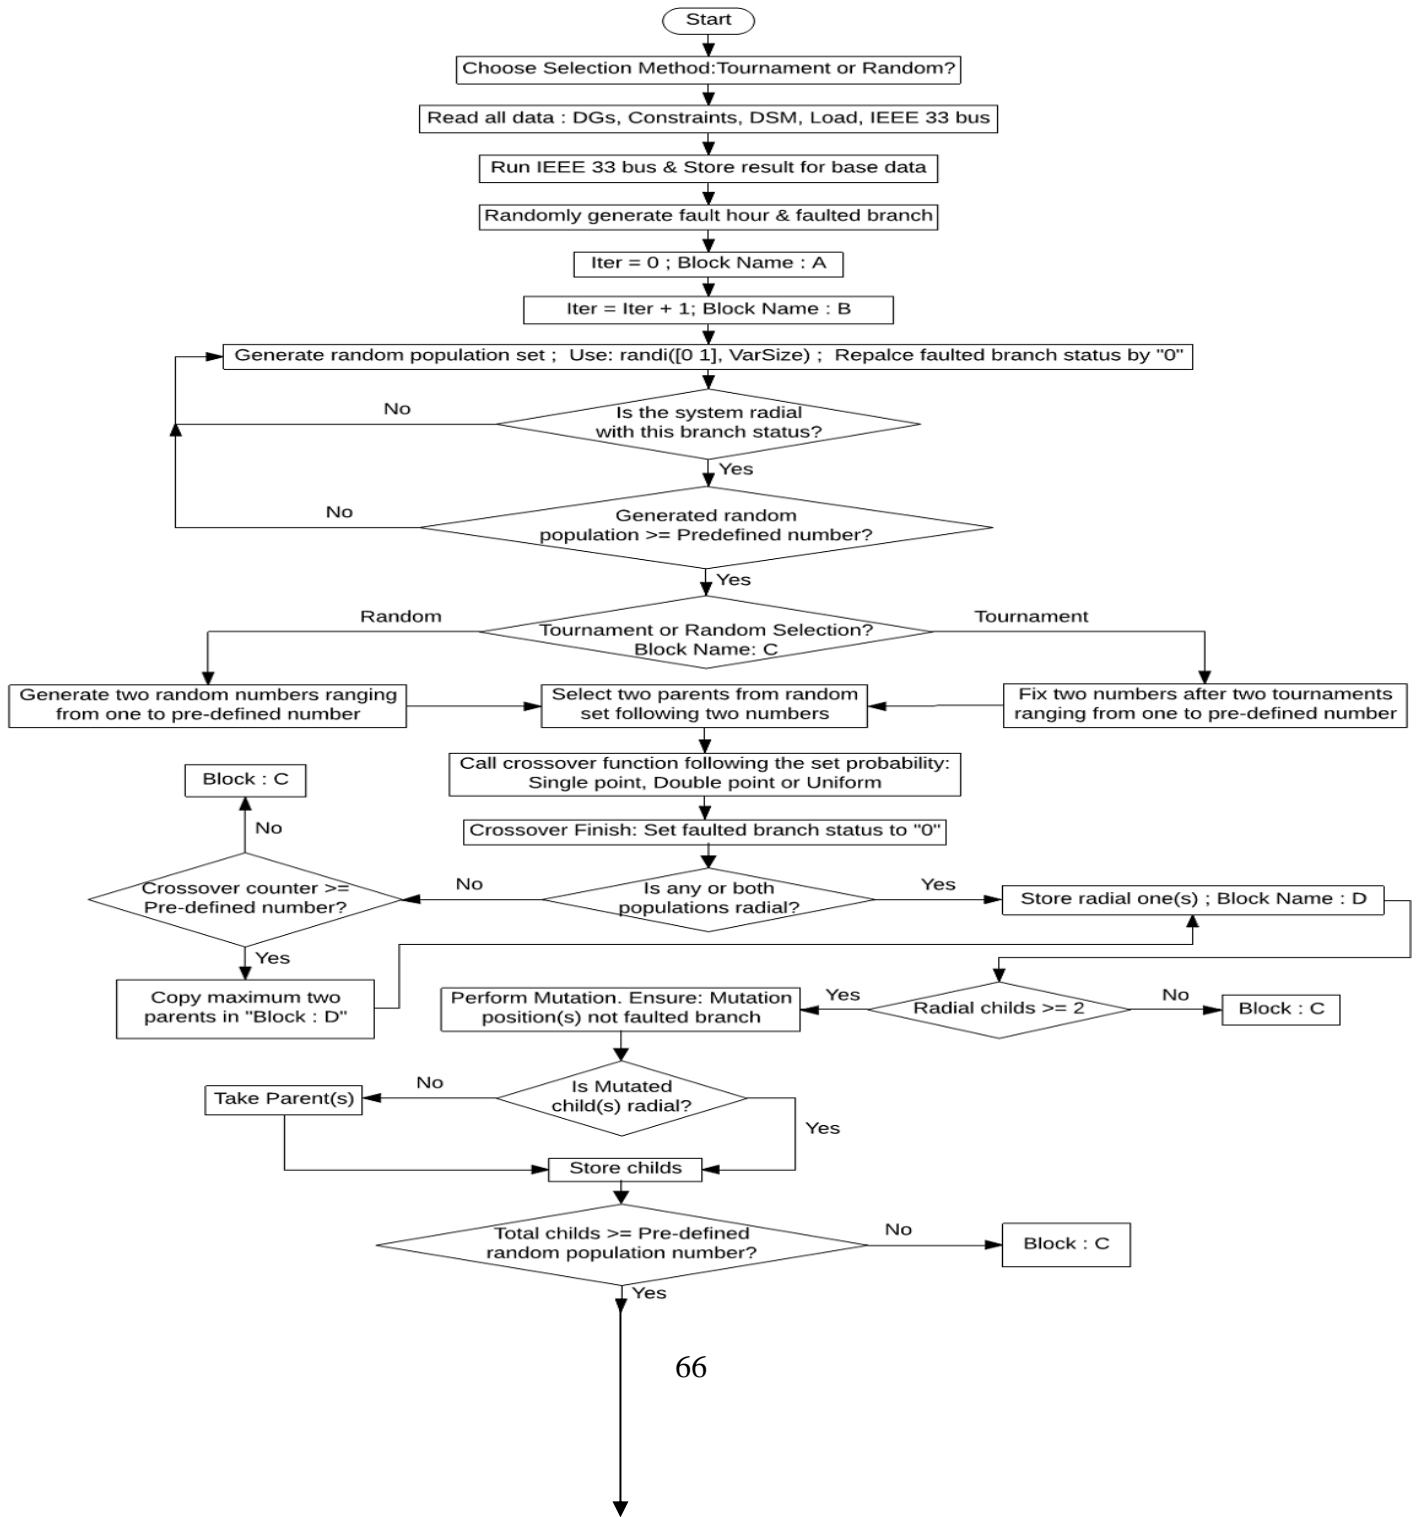 Start
Choose Selection Method:Tournament or Random?
Read all data : DGs, Constraints, DSM, Load, IEEE 33 bus
Run IEEE 33 bus & Store result for base data
Randomly generate fault hour & faulted branch
Iter = 0 ; Block Name : A
Iter = Iter + 1; Block Name : B
Generate random population set ;  Use: randi([0 1], VarSize) ;  Repalce faulted branch status by "0"
No
Is the system radial
with this branch status?
Yes
No
Generated random
population >= Predefined number?
Yes
Random
Tournament or Random Selection?
Block Name: C
Tournament
Generate two random numbers ranging
from one to pre-defined number
Select two parents from random
set following two numbers
Fix two numbers after two tournaments
ranging from one to pre-defined number
Call crossover function following the set probability:
Single point, Double point or Uniform
Block : C
No
Crossover Finish: Set faulted branch status to "0"
Crossover counter >=
Pre-defined number?
No
Is any or both
populations radial?
Yes
Store radial one(s) ; Block Name : D
Yes
Copy maximum two
parents in "Block : D"
Perform Mutation. Ensure: Mutation
position(s) not faulted branch
Yes
Radial childs >= 2
No
Block : C
Take Parent(s)
No
Is Mutated
child(s) radial?
Yes
Store childs
Total childs >= Pre-defined
random population number?
No
Block : C
Yes
66